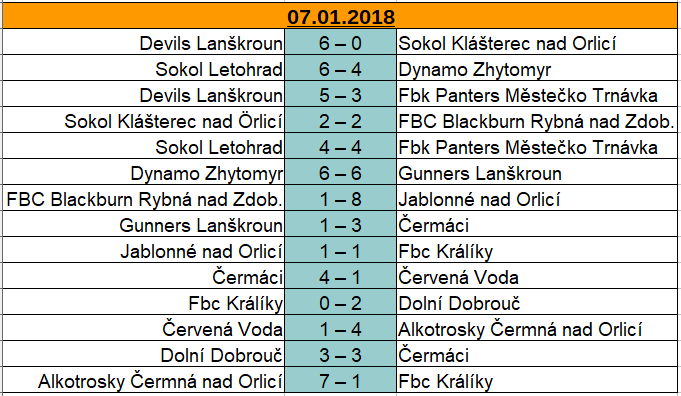 07.01.2018
Devils Lanškroun 6 – 0 Sokol Klášterec nad Orlicí
Sokol Letohrad 6 – 4 Dynamo Zhytomyr
Devils Lanškroun 5 – 3 Fbk Panters Městečko Trnávka
Sokol Klášterec nad Örlicí 2 – 2 FBC Blackburn Rybná nad Zdob.
Sokol Letohrad 4 – 4 Fbk Panters Městečko Trnávka
Dynamo Zhytomyr 6 – 6 Gunners Lanškroun
FBC Blackburn Rybná nad Zdob. 1 – 8 Jablonné nad Orlicí
Gunners Lanškroun 1 – 3 Čermáci
Jablonné nad Orlicí 1 – 1 Fbc Králíky
Čermáci 4 – 1 Červená Voda
Fbc Králíky 0 – 2 Dolní Dobrouč
Červená Voda 1 – 4 Alkotrosky Čermná nad Orlicí
Dolní Dobrouč 3 – 3 Čermáci
Alkotrosky Čermná nad Orlicí 7 – 1 Fbc Králíky